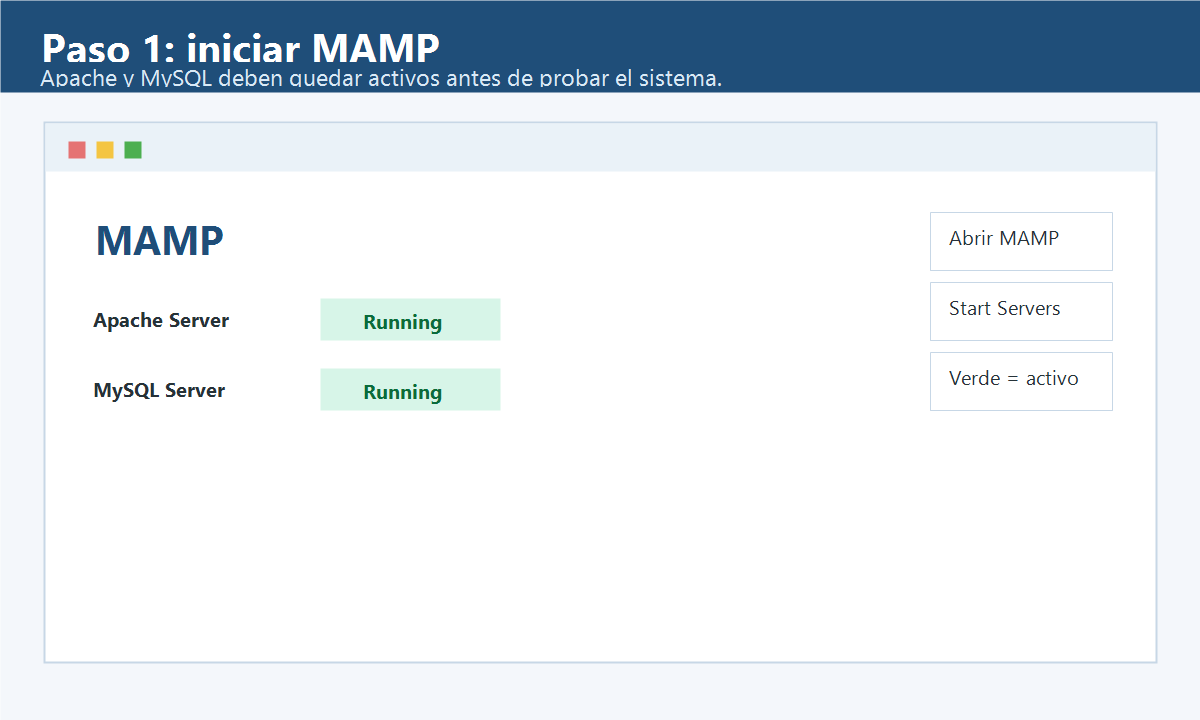 Paso 1: iniciar MAMP
Apache y MySQL deben quedar activos antes de probar el sistema.
MAMP
Abrir MAMP
Apache Server Running
Start Servers
MySQL Server Running
Verde = activo